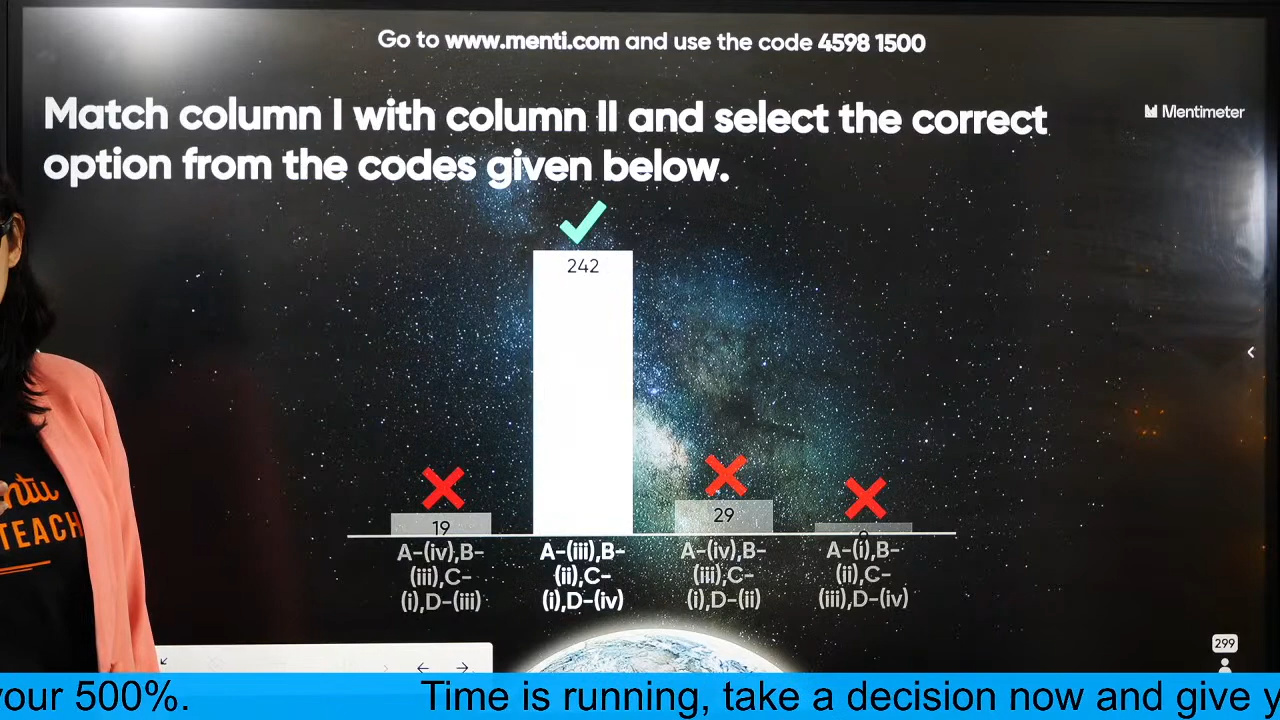 Go to www.menti.com and use the code 4598 1500
Match column I with column II and select the correct
option from the codes given below.
Mentimeter
242
19
29
A-(iv),B-
(iii),C-
(i),D-(iii)
A-(iii),B-
(ii),C-
(i),D-(iv)
A-(iv),B-
(iii),C-
(i),D-(ii)
A-(i),B-
(ii),C-
(iii),D-(iv)
TEACH
299
your 500%.
Time is running, take a decision now and give y